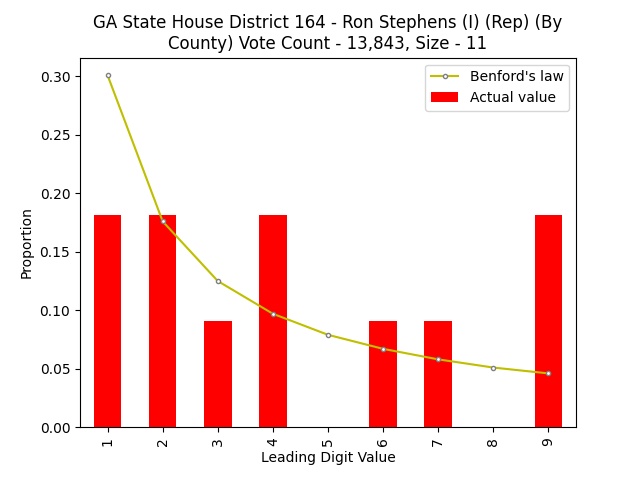 GA State House District 164 - Ron Stephens (I) (Rep) (By
County) Vote Count - 13,843, Size - 11
Benford's law
Actual value
0.30
0.25
0.20
0.15
0.10
0.05
0.00
Proportion
1 2 3 4 5 6 7 8 9
Leading Digit Value